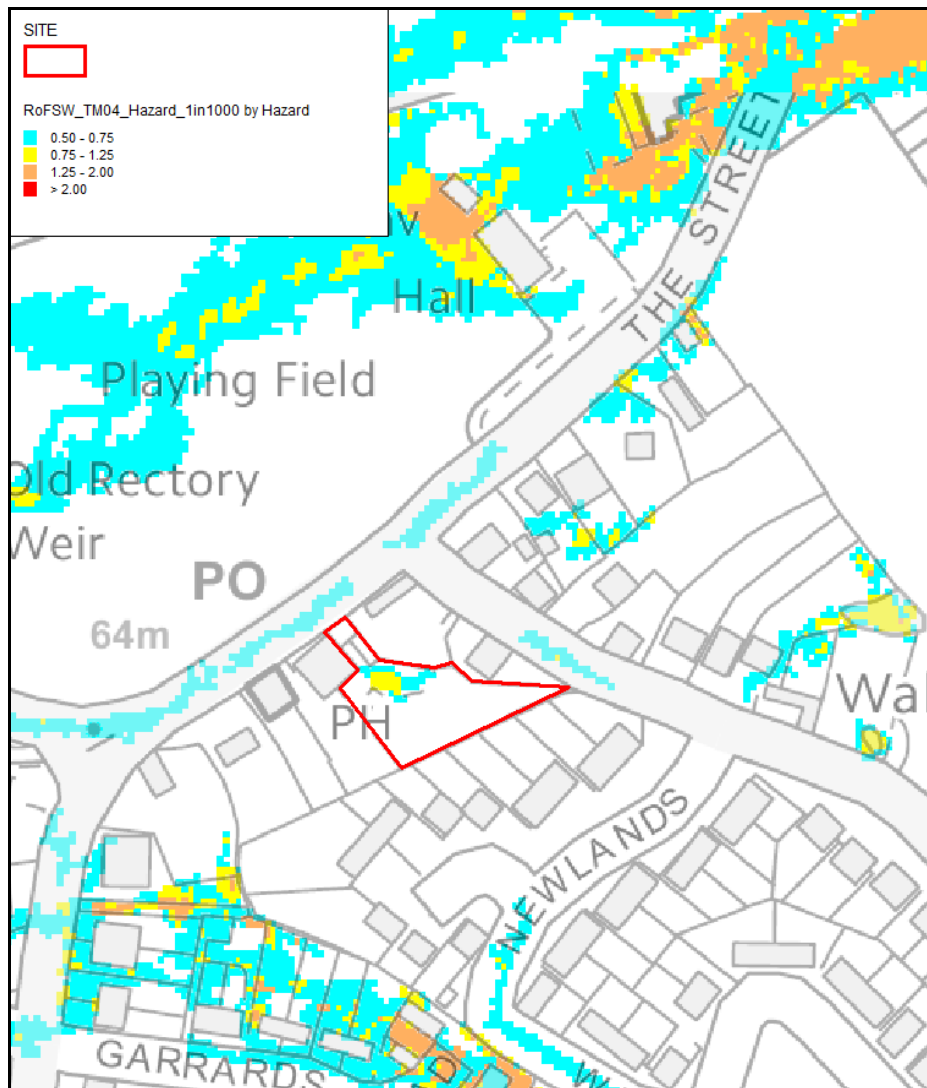 SITE
RoFSW_TM04_Hazard_1in1000 by Hazard
0.50 - 0.75
0.75 - 1.25
1.25 - 2.00
> 2.00
THE STREET
Hall
Playing Field
Old Rectory
Weir
PO
64m
PH
Wal
NEWLANDS
GARRARDS